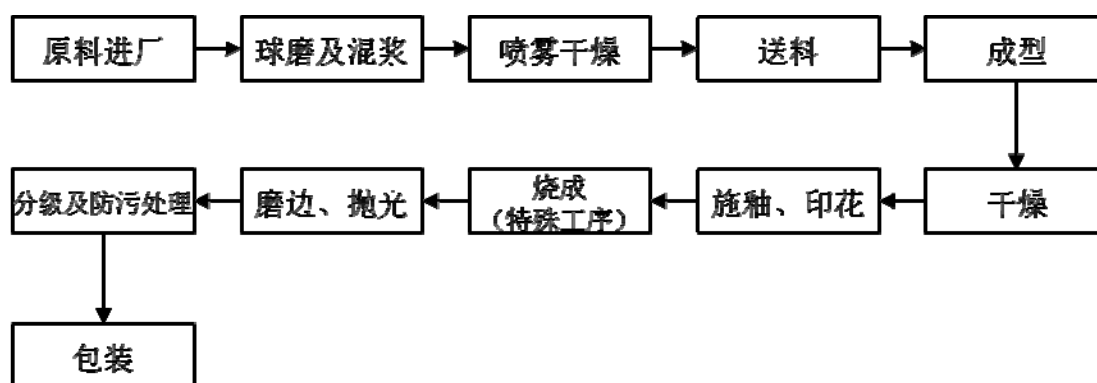 原料进厂
球磨及混浆
喷雾干燥
送料
成型
干燥
施釉、印花
烧成
（特殊工序）
磨边、抛光
分级及防污处理
包装